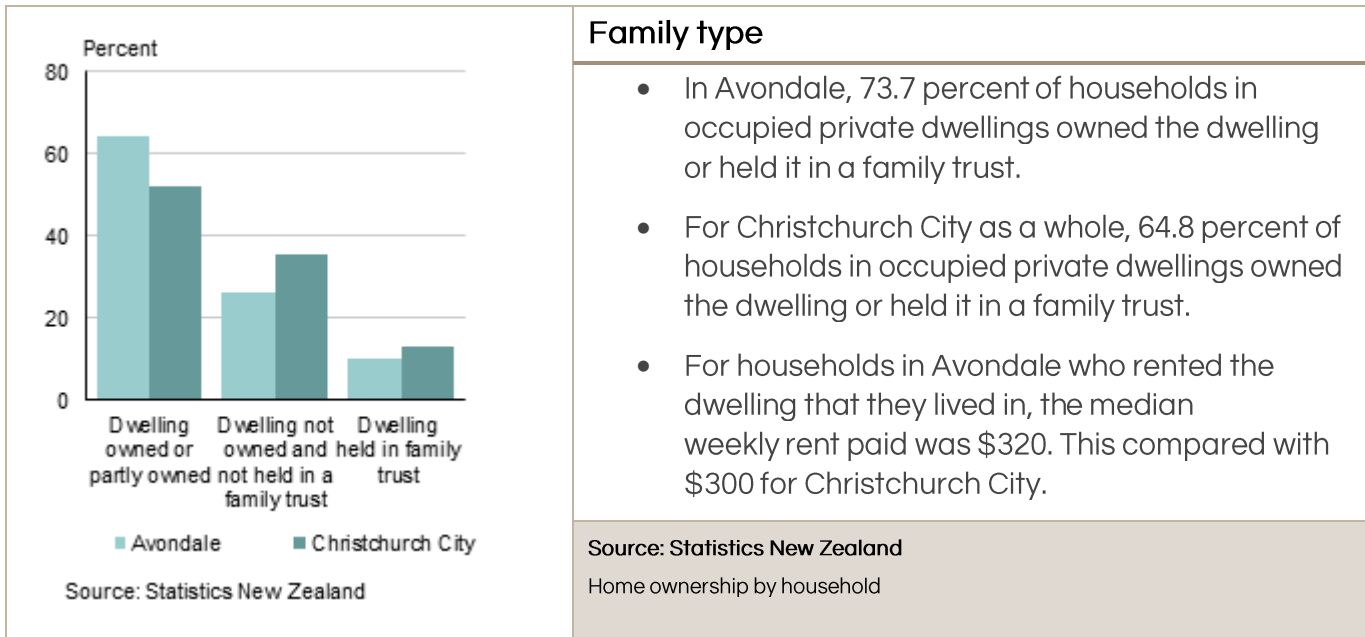 Percent
80
60
40
20
0
Dwelling owned or partly owned
Dwelling not owned and not held in a family trust
Dwelling held in family trust
Avondale
Christchurch City
Source: Statistics New Zealand
Family type
• In Avondale, 73.7 percent of households in
occupied private dwellings owned the dwelling
or held it in a family trust.
• For Christchurch City as a whole, 64.8 percent of
households in occupied private dwellings owned
the dwelling or held it in a family trust.
• For households in Avondale who rented the
dwelling that they lived in, the median
weekly rent paid was $320. This compared with
$300 for Christchurch City.
Source: Statistics New Zealand
Home ownership by household